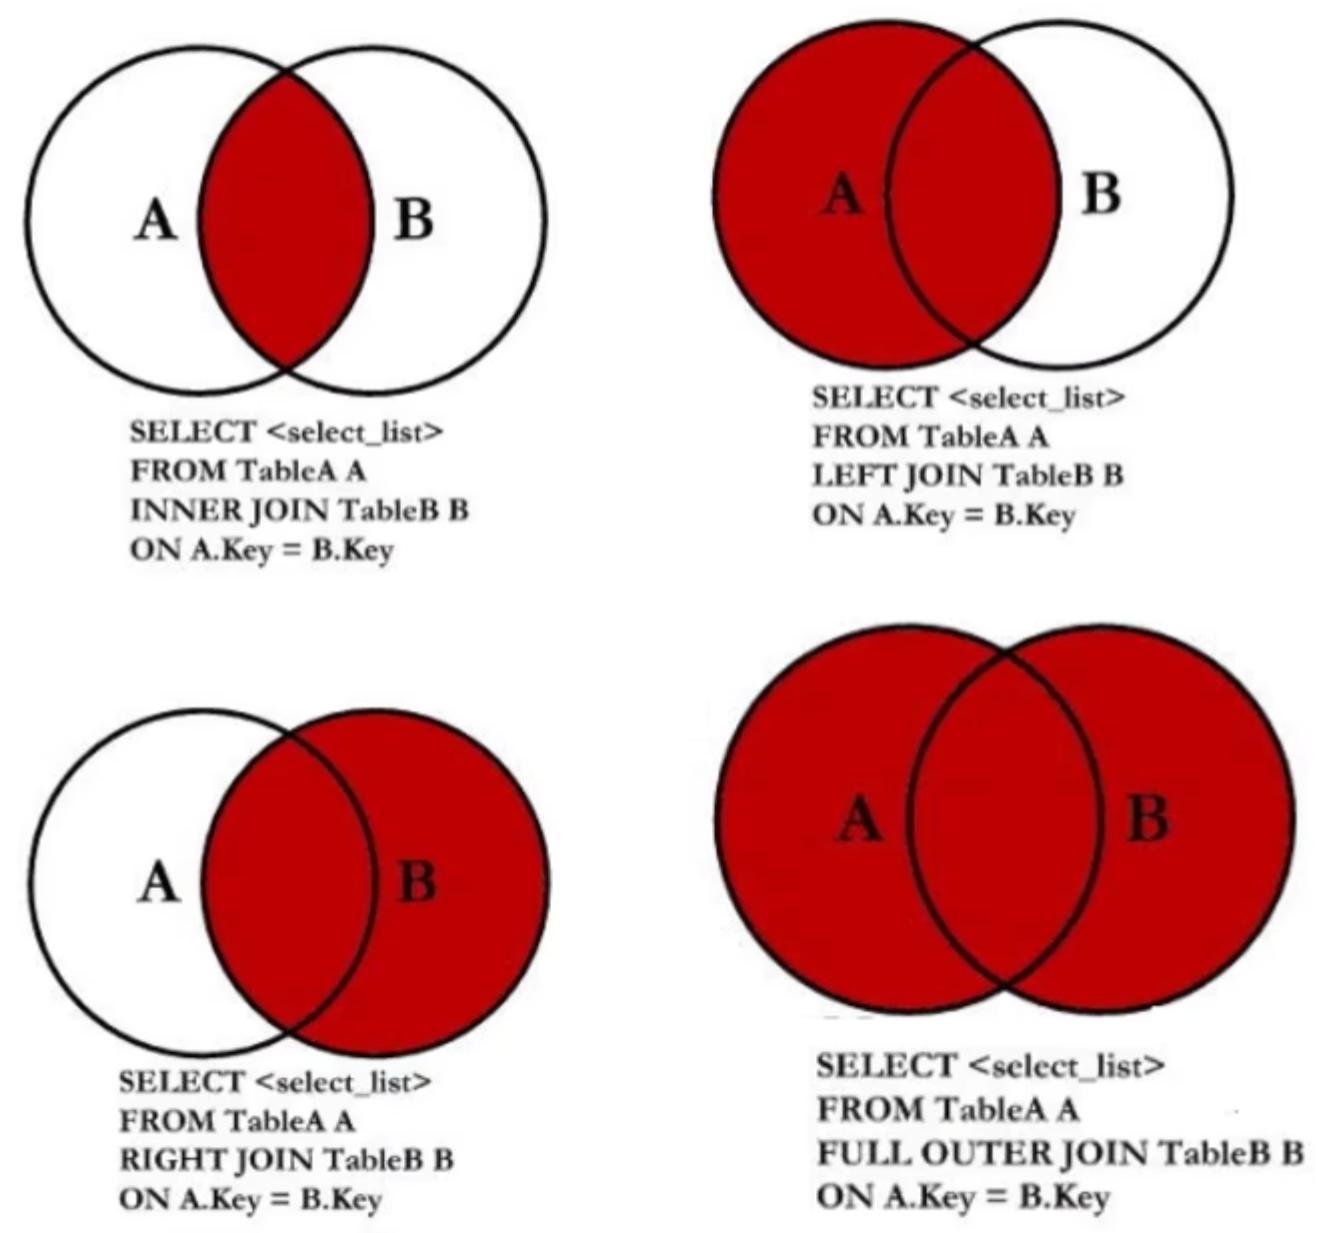 A B
SELECT <select_list>
FROM TableA A
INNER JOIN TableB B
ON A.Key = B.Key
A B
SELECT <select_list>
FROM TableA A
LEFT JOIN TableB B
ON A.Key = B.Key
A B
SELECT <select_list>
FROM TableA A
RIGHT JOIN TableB B
ON A.Key = B.Key
A B
SELECT <select_list>
FROM TableA A
FULL OUTER JOIN TableB B
ON A.Key = B.Key